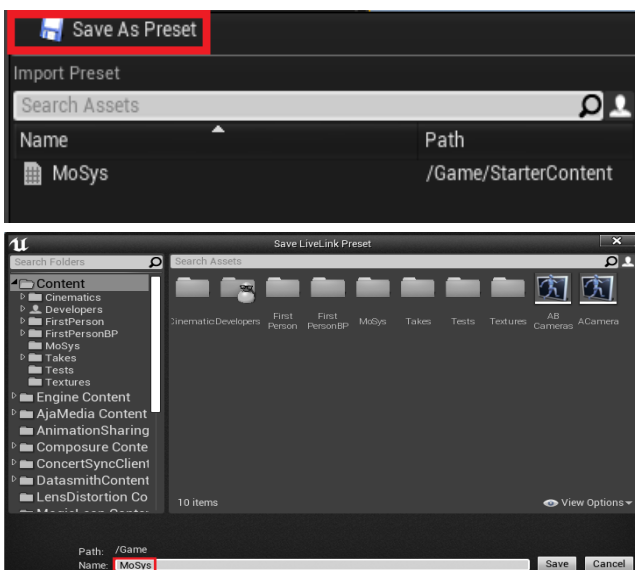 Save As Preset
Import Preset
Search Assets
Name Path
MoSys /Game/StarterContent
Save LiveLink Preset
Search Folders
Search Assets
Content
Cinematics
Developers
FirstPerson
FirstPersonBP
MoSys
Takes
Tests
Textures
Engine Content
AjaMedia Content
AnimationSharing
Composure Conte
ConcertSyncClient
DatasmithContent
LensDistortion Co
Cinematic Developers First Person First PersonBP MoSys Takes Tests Textures AB Cameras ACamera
10 items
View Options
Path: /Game
Name: MoSys
Save Cancel